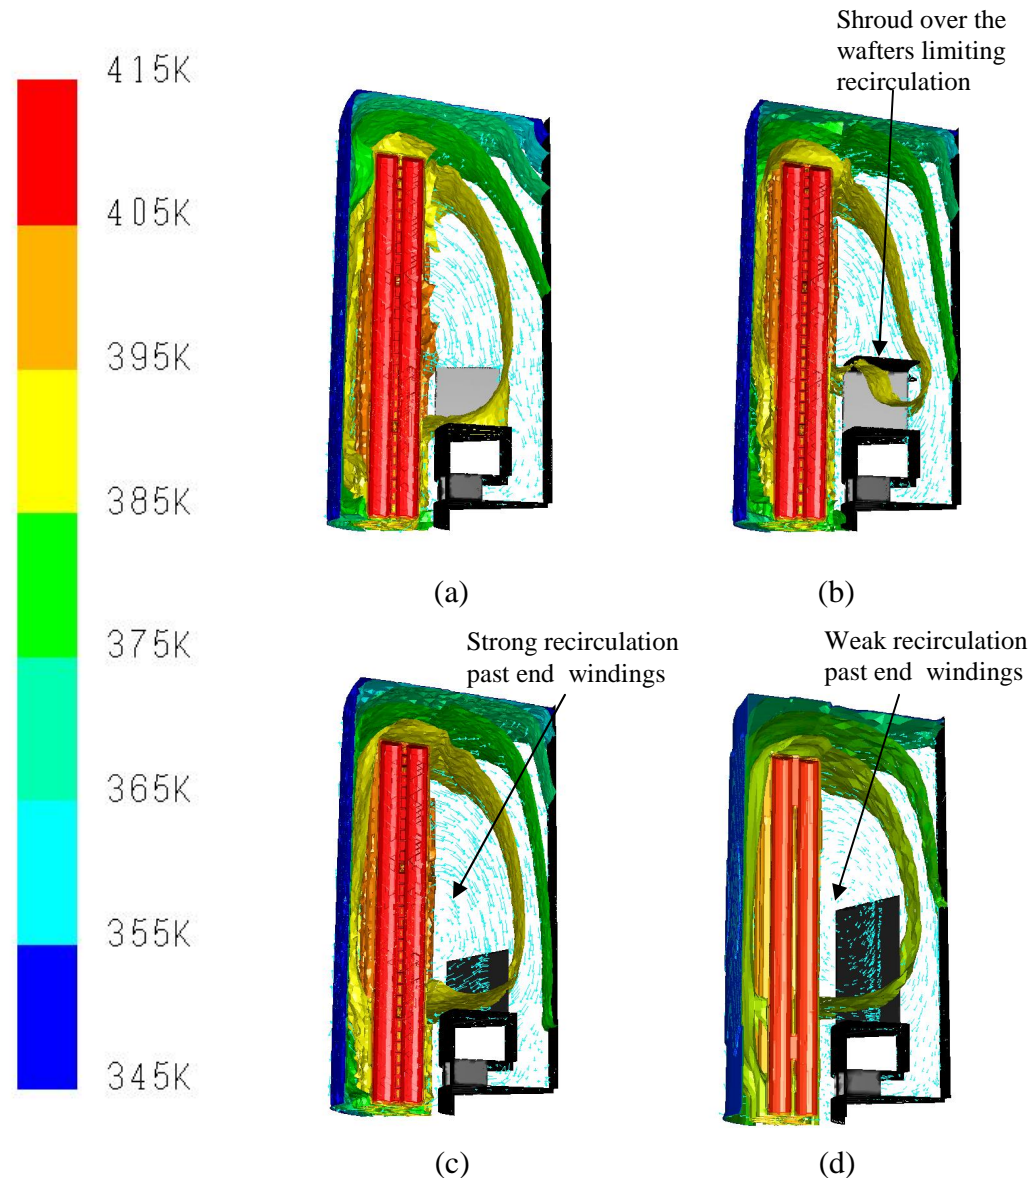 Shroud over the
wafters limiting
recirculation
415K
405K
395K
385K
375K
365K
355K
345K
(a)
(b)
Strong recirculation
past end windings
Weak recirculation
past end windings
(c)
(d)